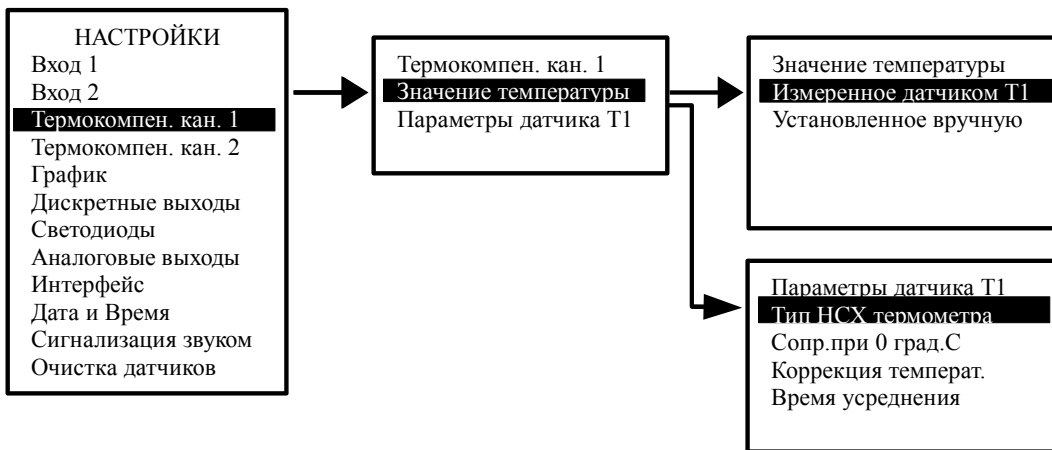 НАСТРОЙКИ
Вход 1
Вход 2
Термокомпен. кан. 1
Термокомпен. кан. 2
График
Дискретные выходы
Светодиоды
Аналоговые выходы
Интерфейс
Дата и Время
Сигнализация звуком
Очистка датчиков
Термокомпен. кан. 1
Значение температуры
Параметры датчика Т1
Значение температуры
Измеренное датчиком Т1
Установленное вручную
Параметры датчика Т1
Тип НСХ термометра
Сопр.при 0 град.С
Коррекция температ.
Время усреднения